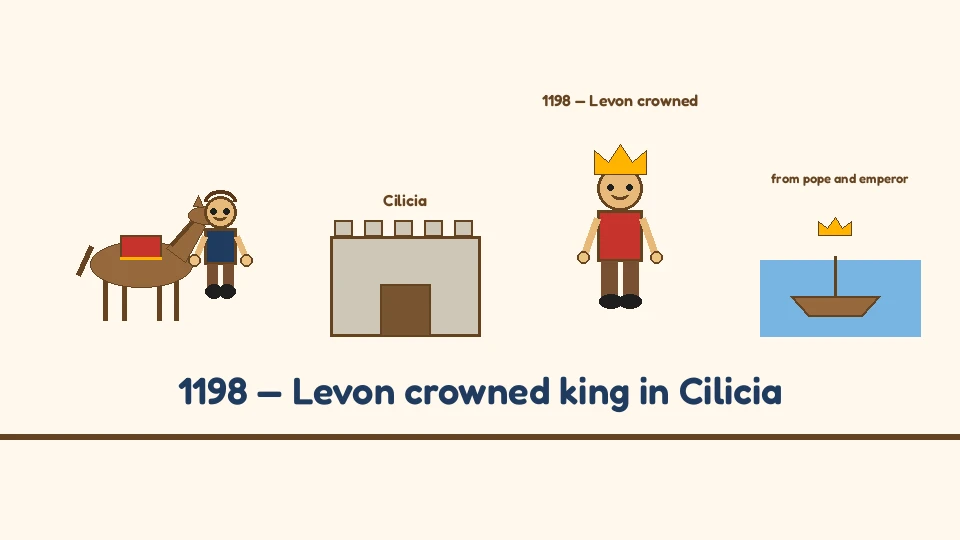 1198 — Levon crowned
from pope and emperor
Cilicia
1198 — Levon crowned king in Cilicia